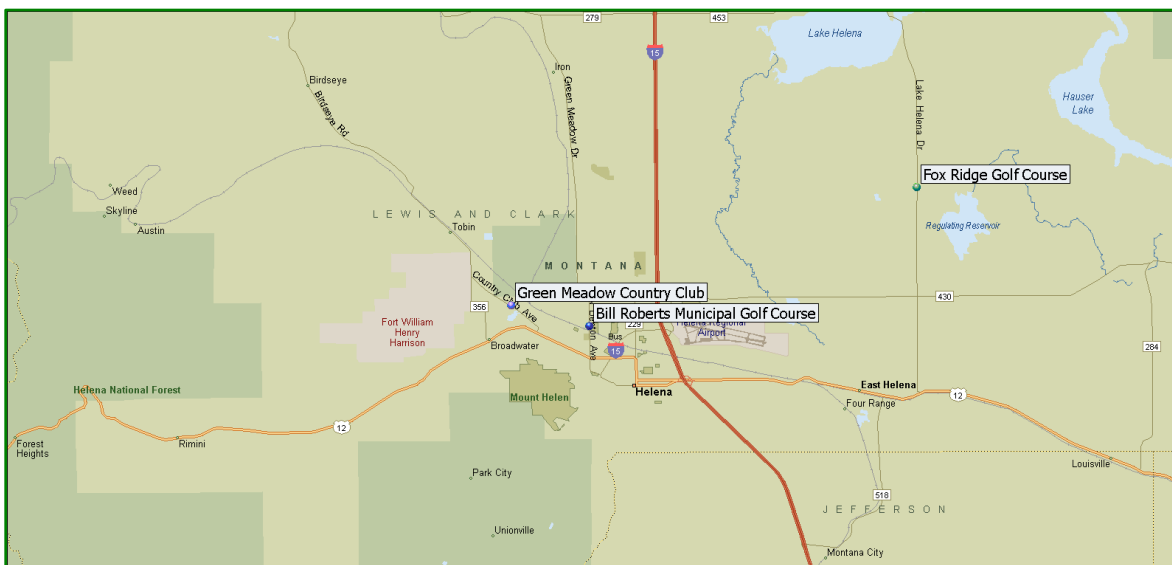 279
453
Lake Helena
15
Iron
Birdseye
Birdseye Rd
Green Meadow Dr
Lake Helena Dr
Hauser
Lake
Fox Ridge Golf Course
Weed
Skyline
Austin
LEWIS AND CLARK
Tobin
Regulating Reservoir
MONTANA
Country Club Ave
Green Meadow Country Club
430
356
Bill Roberts Municipal Golf Course
Fort William
Henry
Harrison
229
Helena Regional
Airport
Bus
15
Broadwater
284
Helena National Forest
Mount Helen
Helena
East Helena
12
Four Range
12
Forest
Heights
Rimini
Louisville
Park City
518
JEFFERSON
Unionville
Montana City